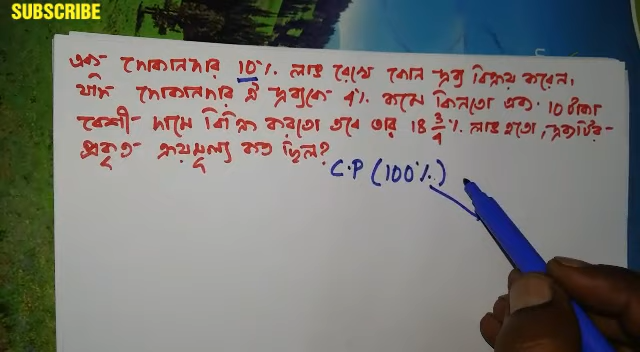 SUBSCRIBE
এক দোকানদার 10% লাভ রেখে কোন দ্রব্য বিক্রয় করেন,
যদি দোকানদার ঐ দ্রব্যকে 4% কমে কিনতো এবং 10 টাকা
বেশী দামে বিক্রি করতো তবে তার 18 3/4 % লাভ হতো, দ্রব্যটির
প্রকৃত ক্রয়মূল্য কত ছিল?
C.P (100%)